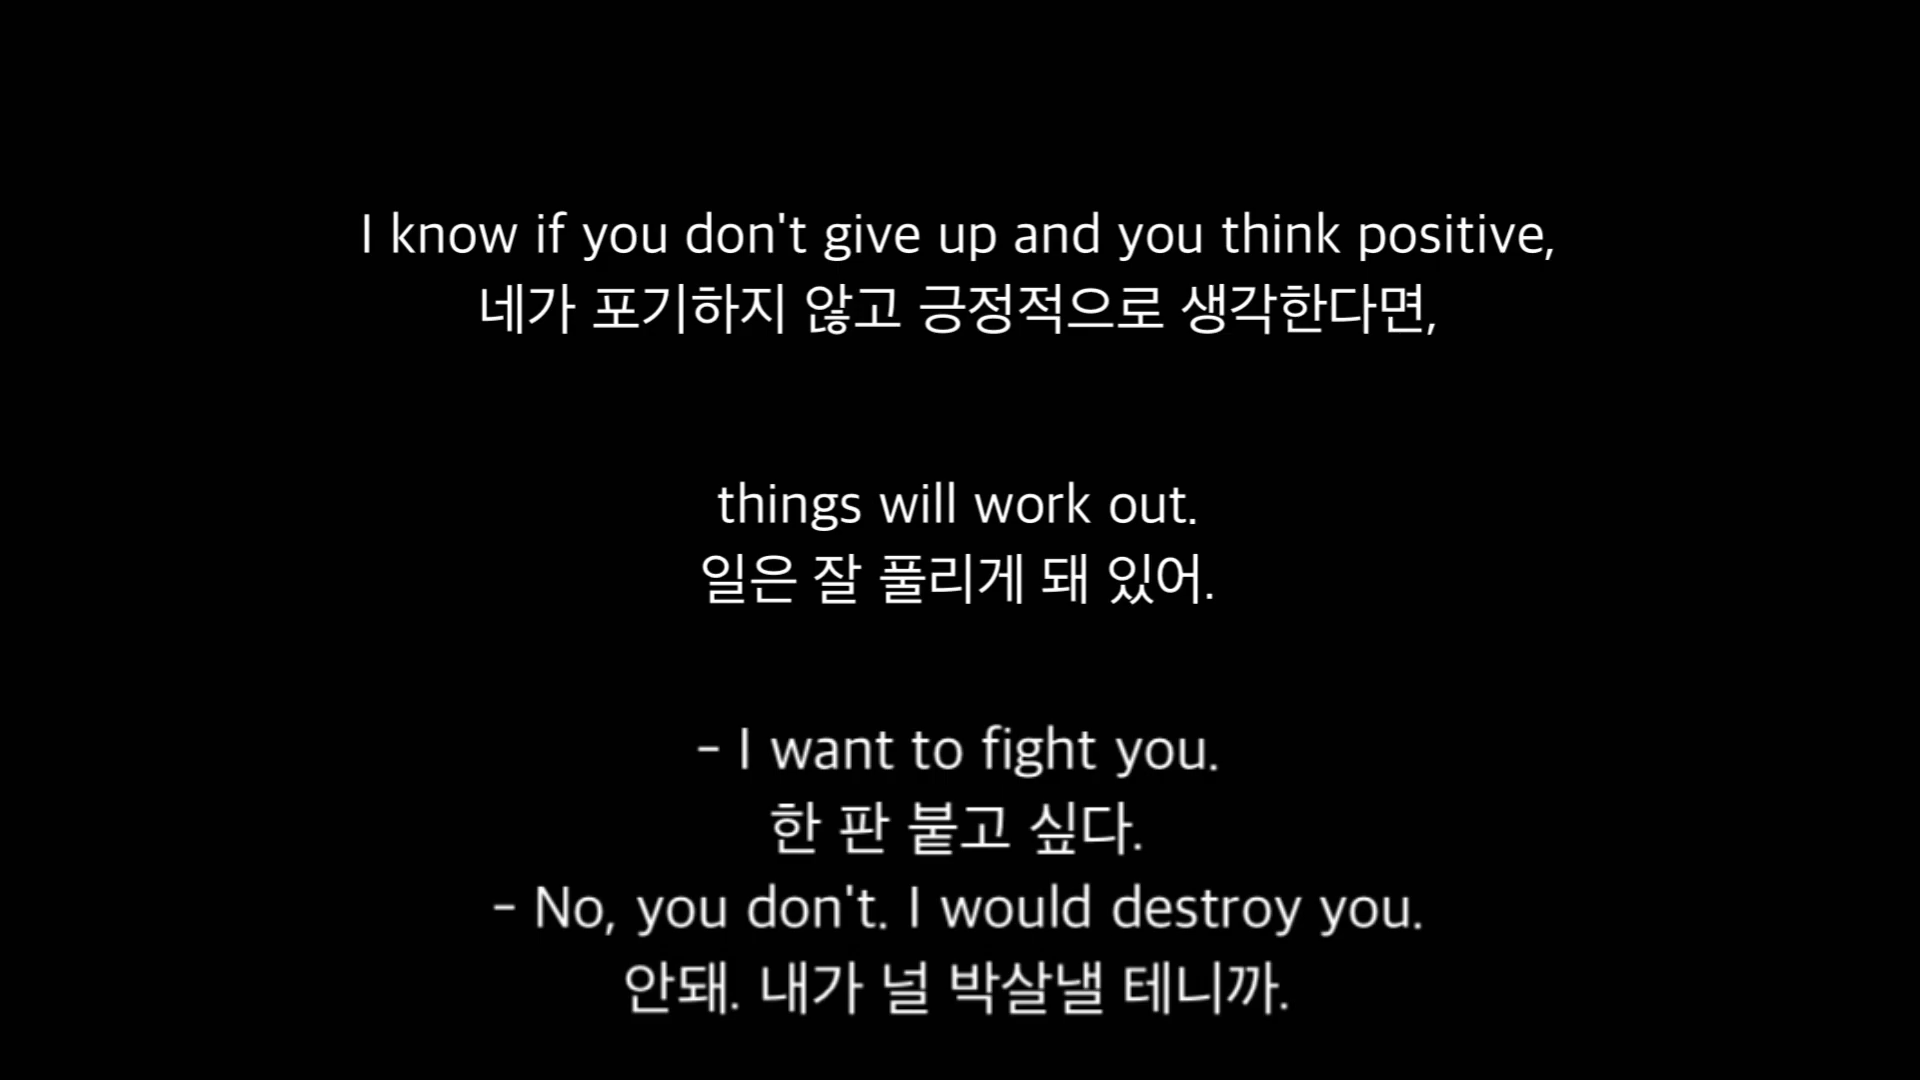 I know if you don't give up and you think positive,
네가 포기하지 않고 긍정적으로 생각한다면,
things will work out.
일은 잘 풀리게 돼 있어.
- I want to fight you.
한 판 붙고 싶다.
- No, you don't. I would destroy you.
안돼. 내가 널 박살낼 테니까.